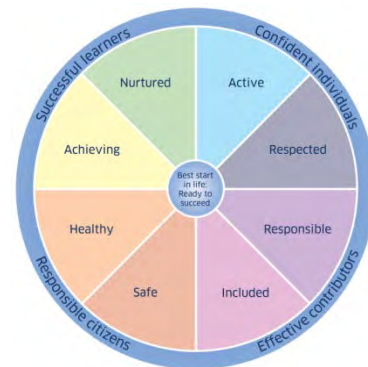 Successful learners
Confident individuals
Nurtured
Active
Achieving
Respected
Best start
in life:
Ready to
succeed
Healthy
Responsible
Safe
Included
Responsible citizens
Effective contributors